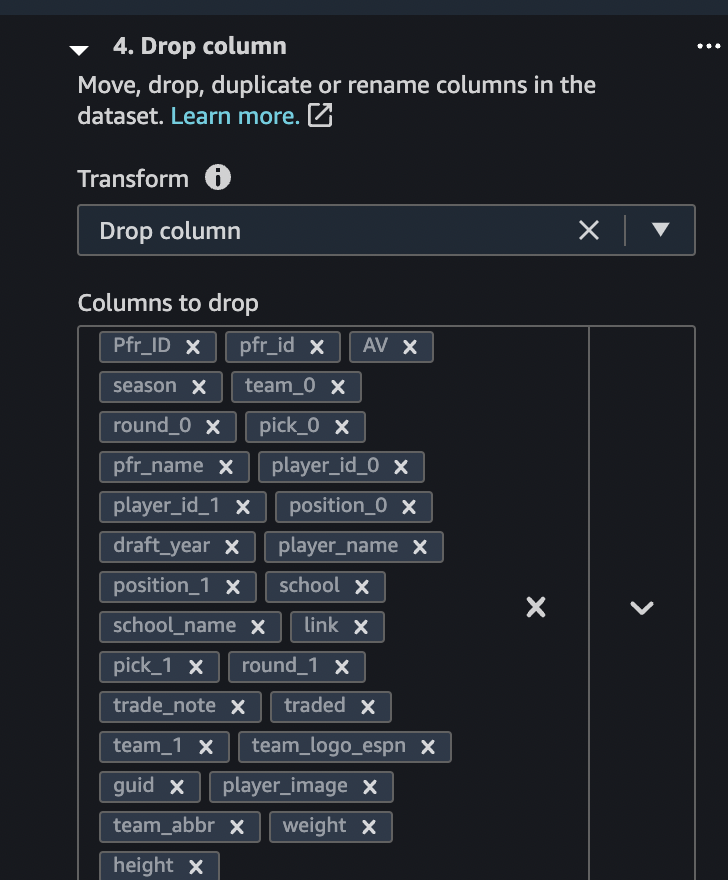 4. Drop column
Move, drop, duplicate or rename columns in the
dataset. Learn more.
Transform
Drop column
Columns to drop
Pfr_ID pfr_id AV
season team_0
round_0 pick_0
pfr_name player_id_0
player_id_1 position_0
draft_year player_name
position_1 school
school_name link
pick_1 round_1
trade_note traded
team_1 team_logo_espn
guid player_image
team_abbr weight
height